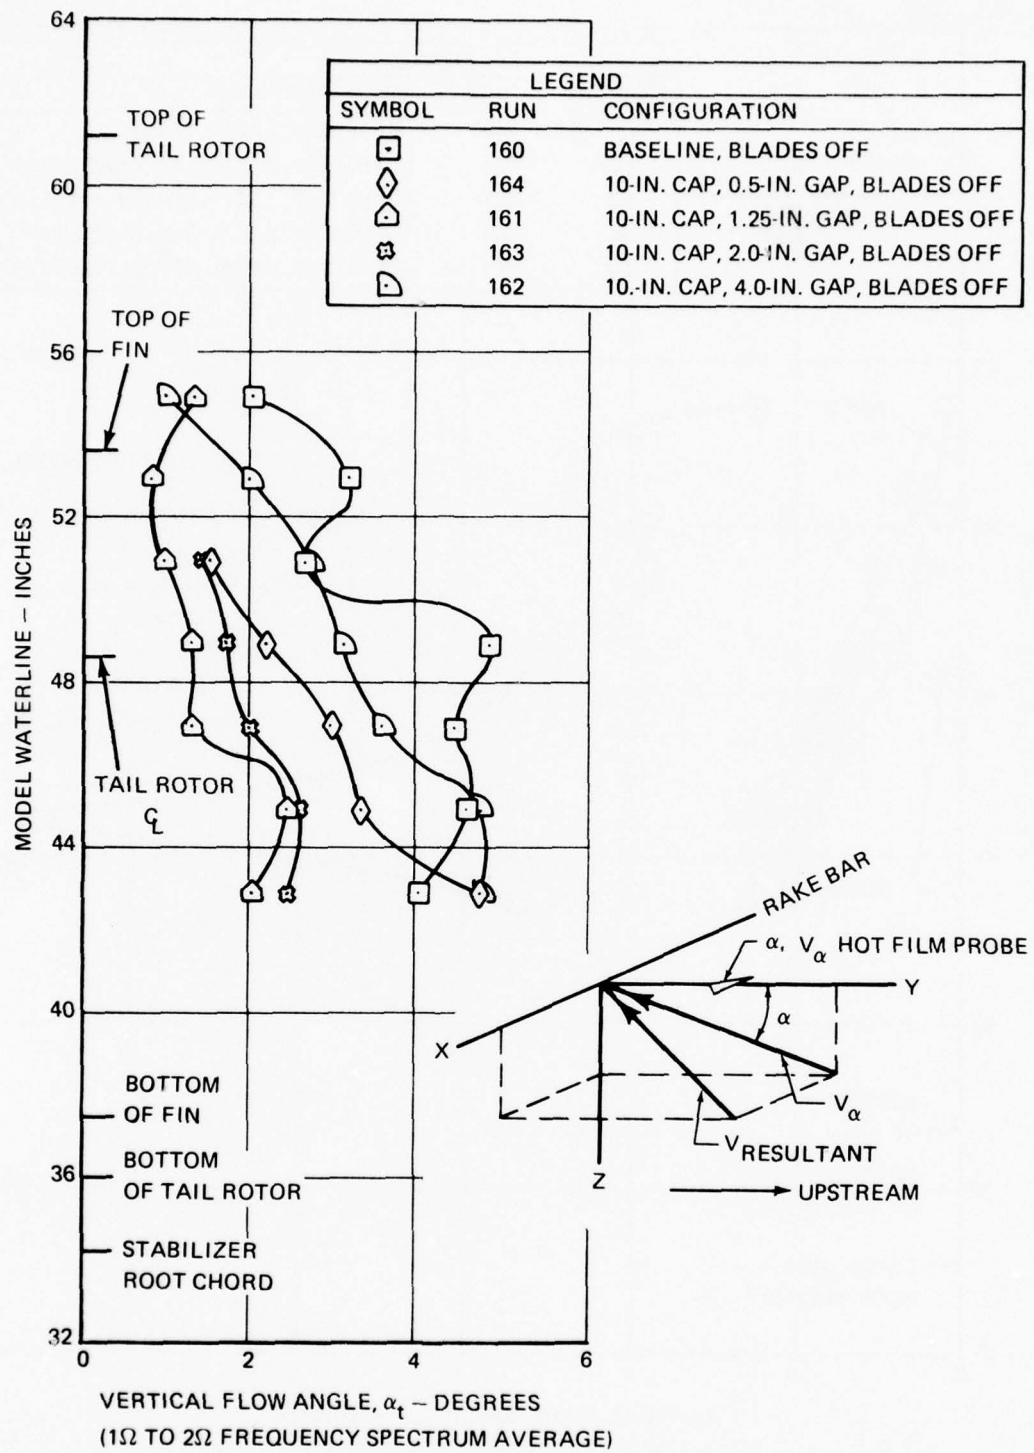 64
LEGEND
SYMBOL RUN CONFIGURATION
160 BASELINE, BLADES OFF
164 10-IN. CAP, 0.5-IN. GAP, BLADES OFF
161 10-IN. CAP, 1.25-IN. GAP, BLADES OFF
163 10-IN. CAP, 2.0-IN. GAP, BLADES OFF
162 10.-IN. CAP, 4.0-IN. GAP, BLADES OFF
TOP OF
TAIL ROTOR
60
TOP OF
FIN
56
52
MODEL WATERLINE – INCHES
48
TAIL ROTOR
℄
44
RAKE BAR
α, Vα HOT FILM PROBE
Y
α
40
X
Vα
VRESULTANT
Z
UPSTREAM
BOTTOM
OF FIN
BOTTOM
OF TAIL ROTOR
36
STABILIZER
ROOT CHORD
32
0 2 4 6
VERTICAL FLOW ANGLE, αt – DEGREES
(1Ω TO 2Ω FREQUENCY SPECTRUM AVERAGE)